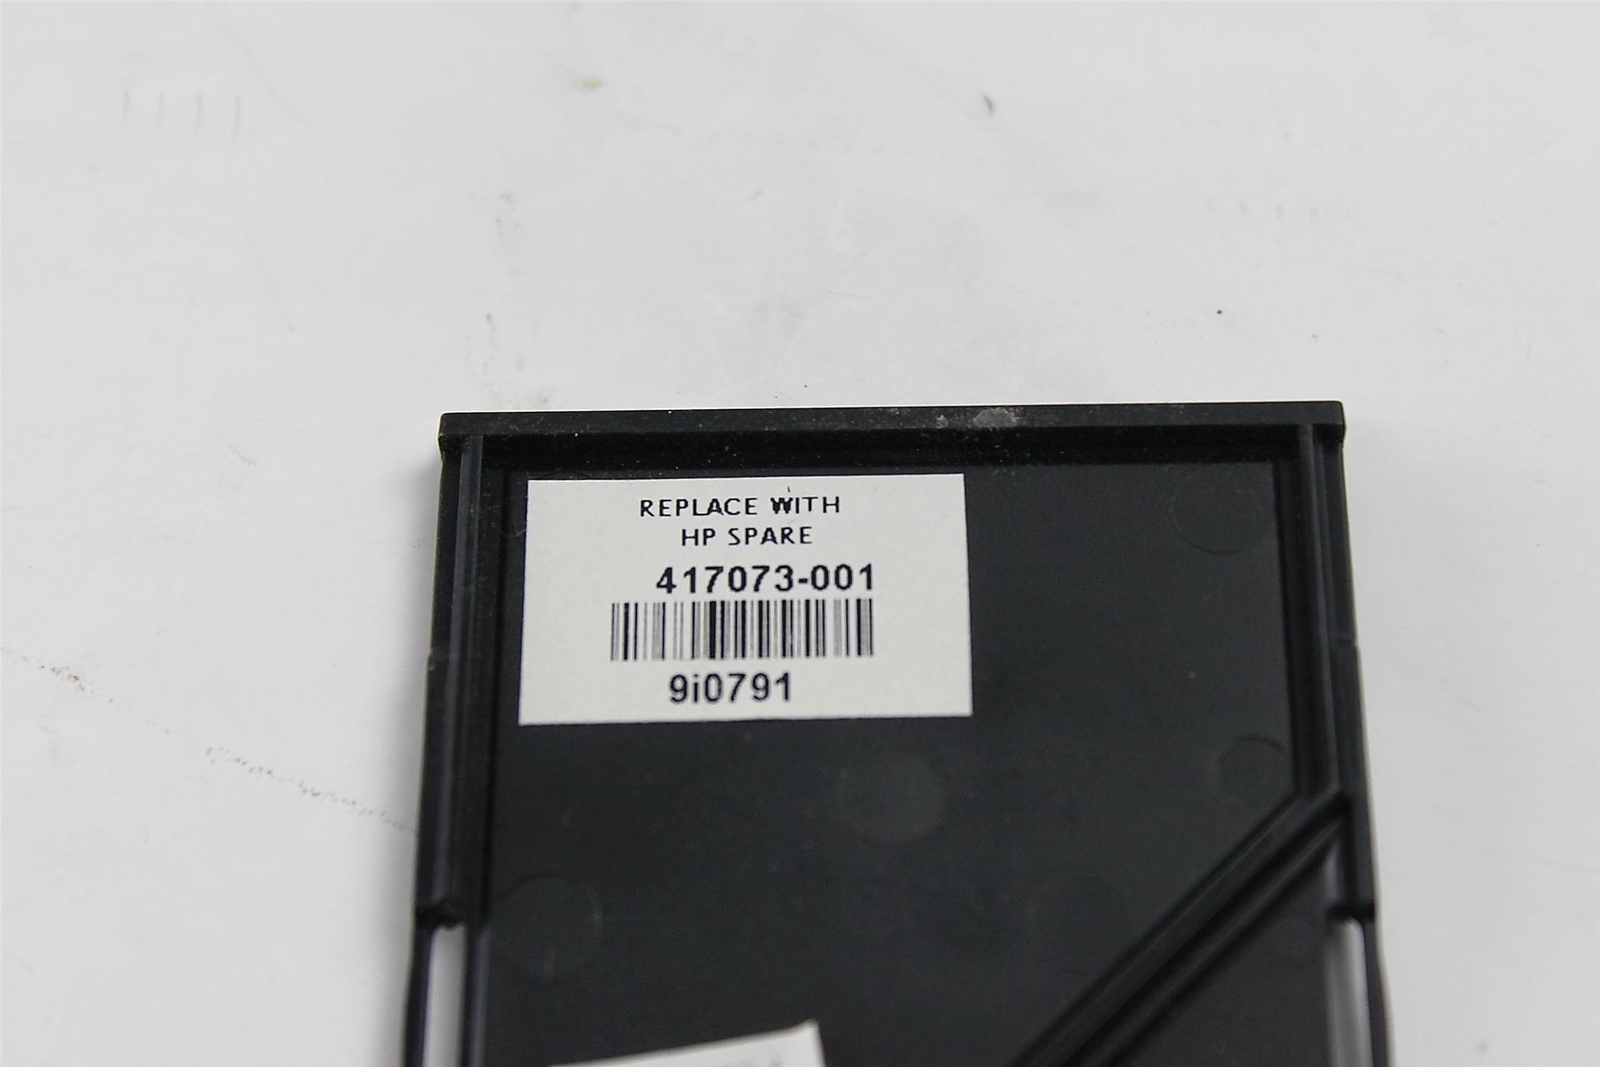 REPLACE WITH
HP SPARE
417073-001
9i0791